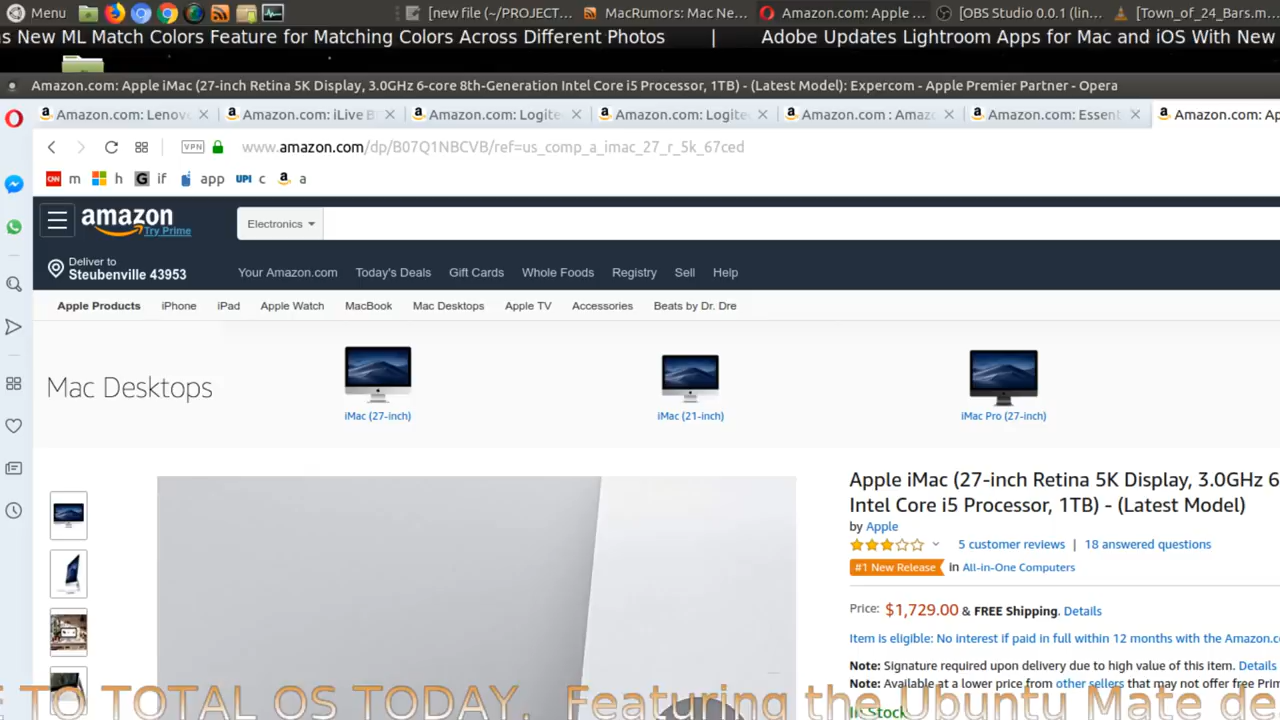 Menu [new file (~/PROJECT... MacRumors: Mac Ne... Amazon.com: Apple ... [OBS Studio 0.0.1 (lin... [Town_of_24_Bars.m...
s New ML Match Colors Feature for Matching Colors Across Different Photos | Adobe Updates Lightroom Apps for Mac and iOS With New
Amazon.com: Apple iMac (27-inch Retina 5K Display, 3.0GHz 6-core 8th-Generation Intel Core i5 Processor, 1TB) - (Latest Model): Expercom - Apple Premier Partner - Opera
Amazon.com: Lenov Amazon.com: iLive B Amazon.com: Logite Amazon.com: Logite Amazon.com : Amaz Amazon.com: Essent Amazon.com: Ap
VPN www.amazon.com/dp/B07Q1NBCVB/ref=us_comp_a_imac_27_r_5k_67ced
CNN m h G if app UPI c a a
amazon Electronics
Try Prime
Deliver to
Steubenville 43953 Your Amazon.com Today's Deals Gift Cards Whole Foods Registry Sell Help
Apple Products iPhone iPad Apple Watch MacBook Mac Desktops Apple TV Accessories Beats by Dr. Dre
Mac Desktops
iMac (27-inch) iMac (21-inch) iMac Pro (27-inch)
Apple iMac (27-inch Retina 5K Display, 3.0GHz 6
Intel Core i5 Processor, 1TB) - (Latest Model)
by Apple
5 customer reviews | 18 answered questions
#1 New Release in All-in-One Computers
Price: $1,729.00 & FREE Shipping. Details
Item is eligible: No interest if paid in full within 12 months with the Amazon.c
Note: Signature required upon delivery due to high value of this item. Details
Note: Available at a lower price from other sellers that may not offer free Prim
In Stock
E TO TOTAL OS TODAY. Featuring the Ubuntu Mate de